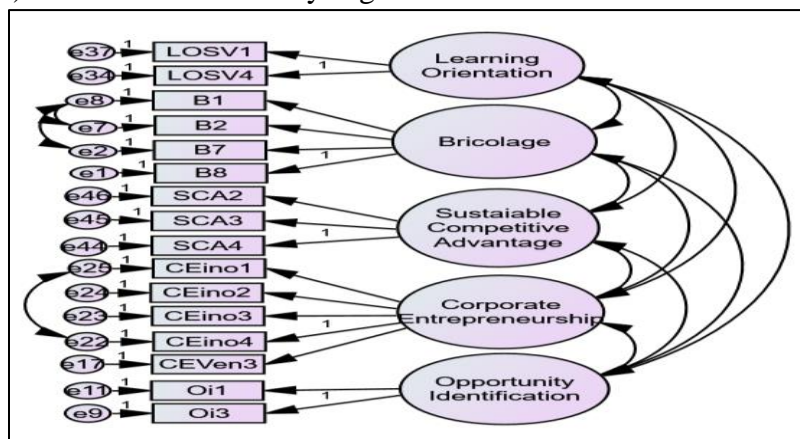 e37 1 LOSV1
e34 LOSV4 1
e8 1 B1
e7 1 B2
e2 1 B7
e1 1 B8 1
e46 1 SCA2
e45 1 SCA3
e44 1 SCA4 1
e25 1 CEino1
e24 1 CEino2
e23 1 CEino3
e22 1 CEino4 1
e17 1 CEVen3
e11 1 Oi1
e9 1 Oi3 1
Learning
Orientation
Bricolage
Sustaiable
Competitive
Advantage
Corporate
Entrepreneurship
Opportunity
Identification